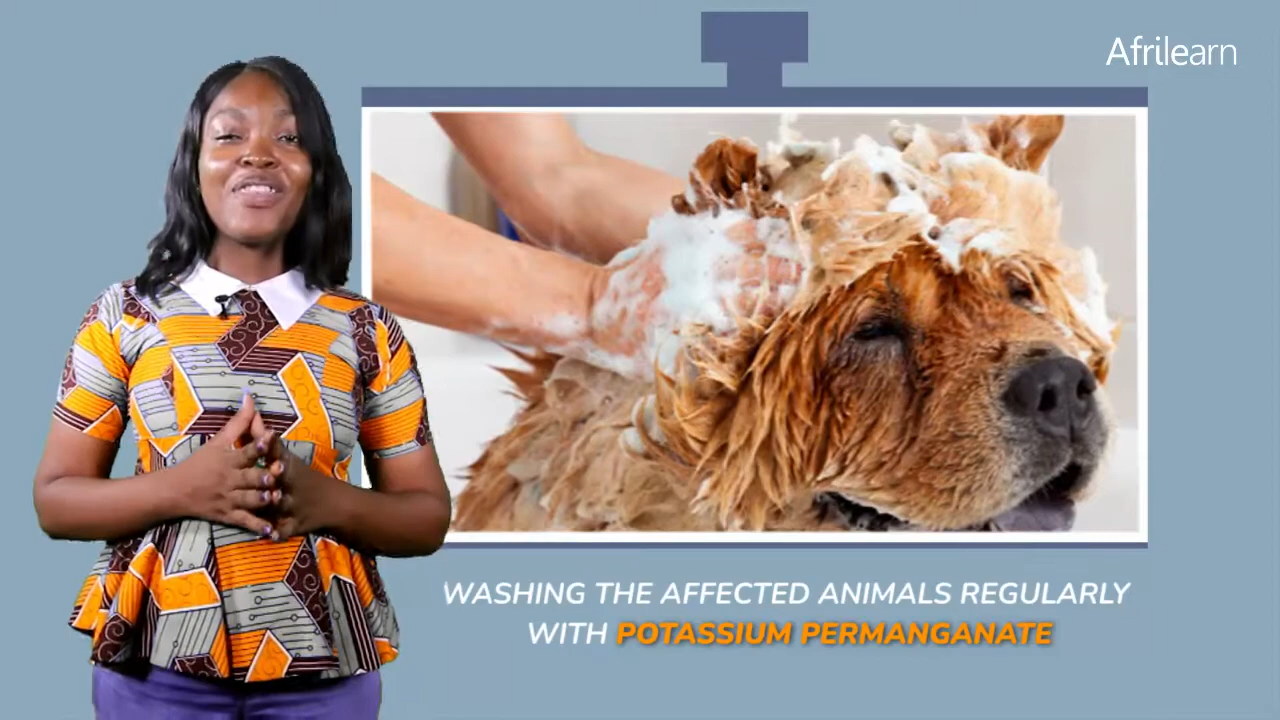 Afrilearn
WASHING THE AFFECTED ANIMALS REGULARLY
WITH POTASSIUM PERMANGANATE